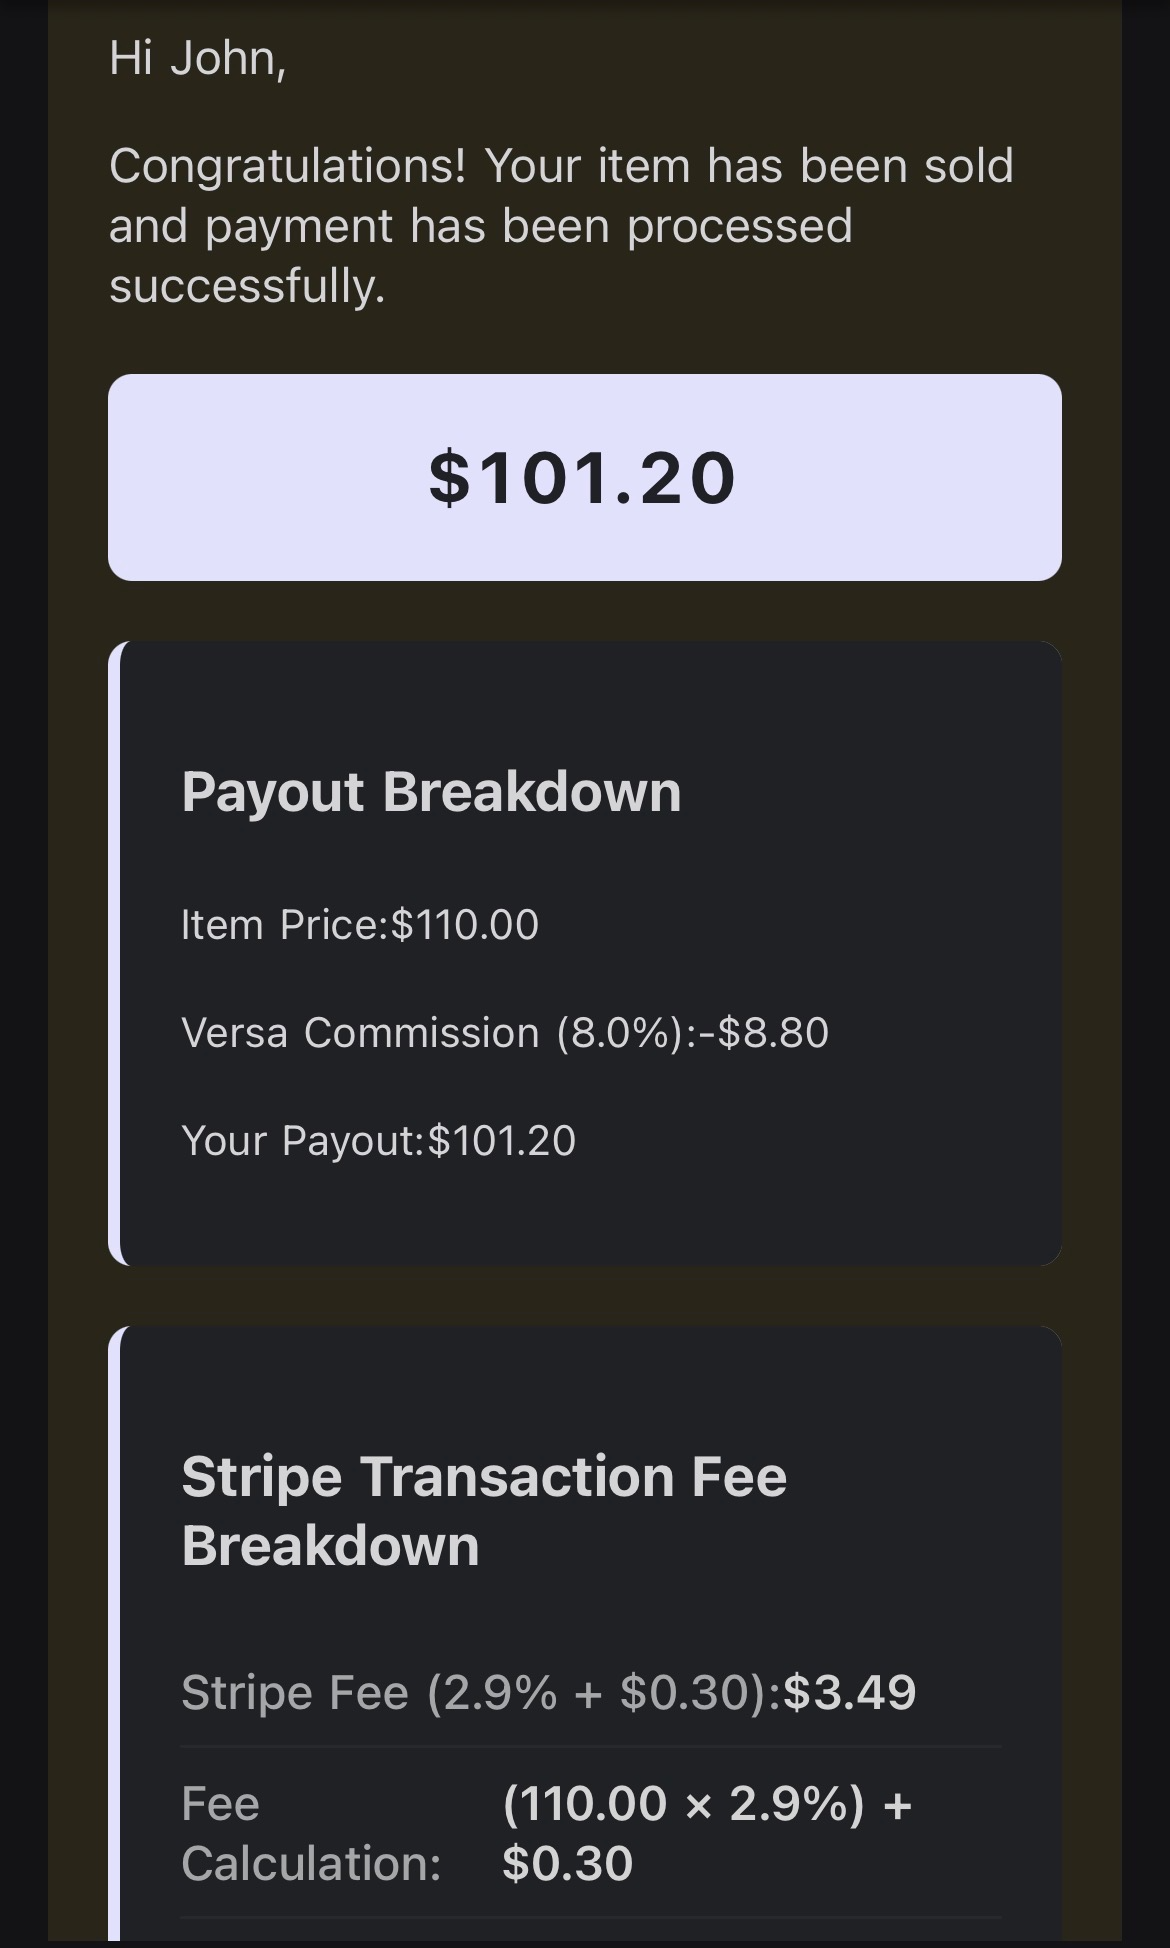 Hi John,
Congratulations! Your item has been sold
and payment has been processed
successfully.
$101.20
Payout Breakdown
Item Price:$110.00
Versa Commission (8.0%):-$8.80
Your Payout:$101.20
Stripe Transaction Fee
Breakdown
Stripe Fee (2.9% + $0.30):$3.49
Fee Calculation: (110.00 × 2.9%) + $0.30